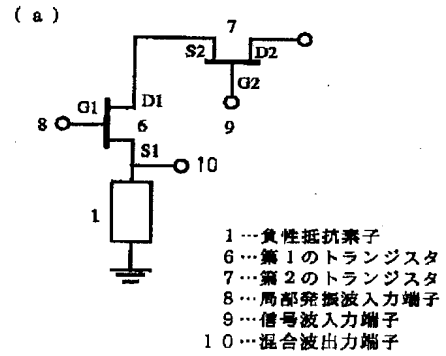 (a)
7
S2
D2
G2
9
G1
D1
8
6
S1
10
1
1…負性抵抗素子
6…第1のトランジスタ
7…第2のトランジスタ
8…局部発振波入力端子
9…信号波入力端子
10…混合波出力端子